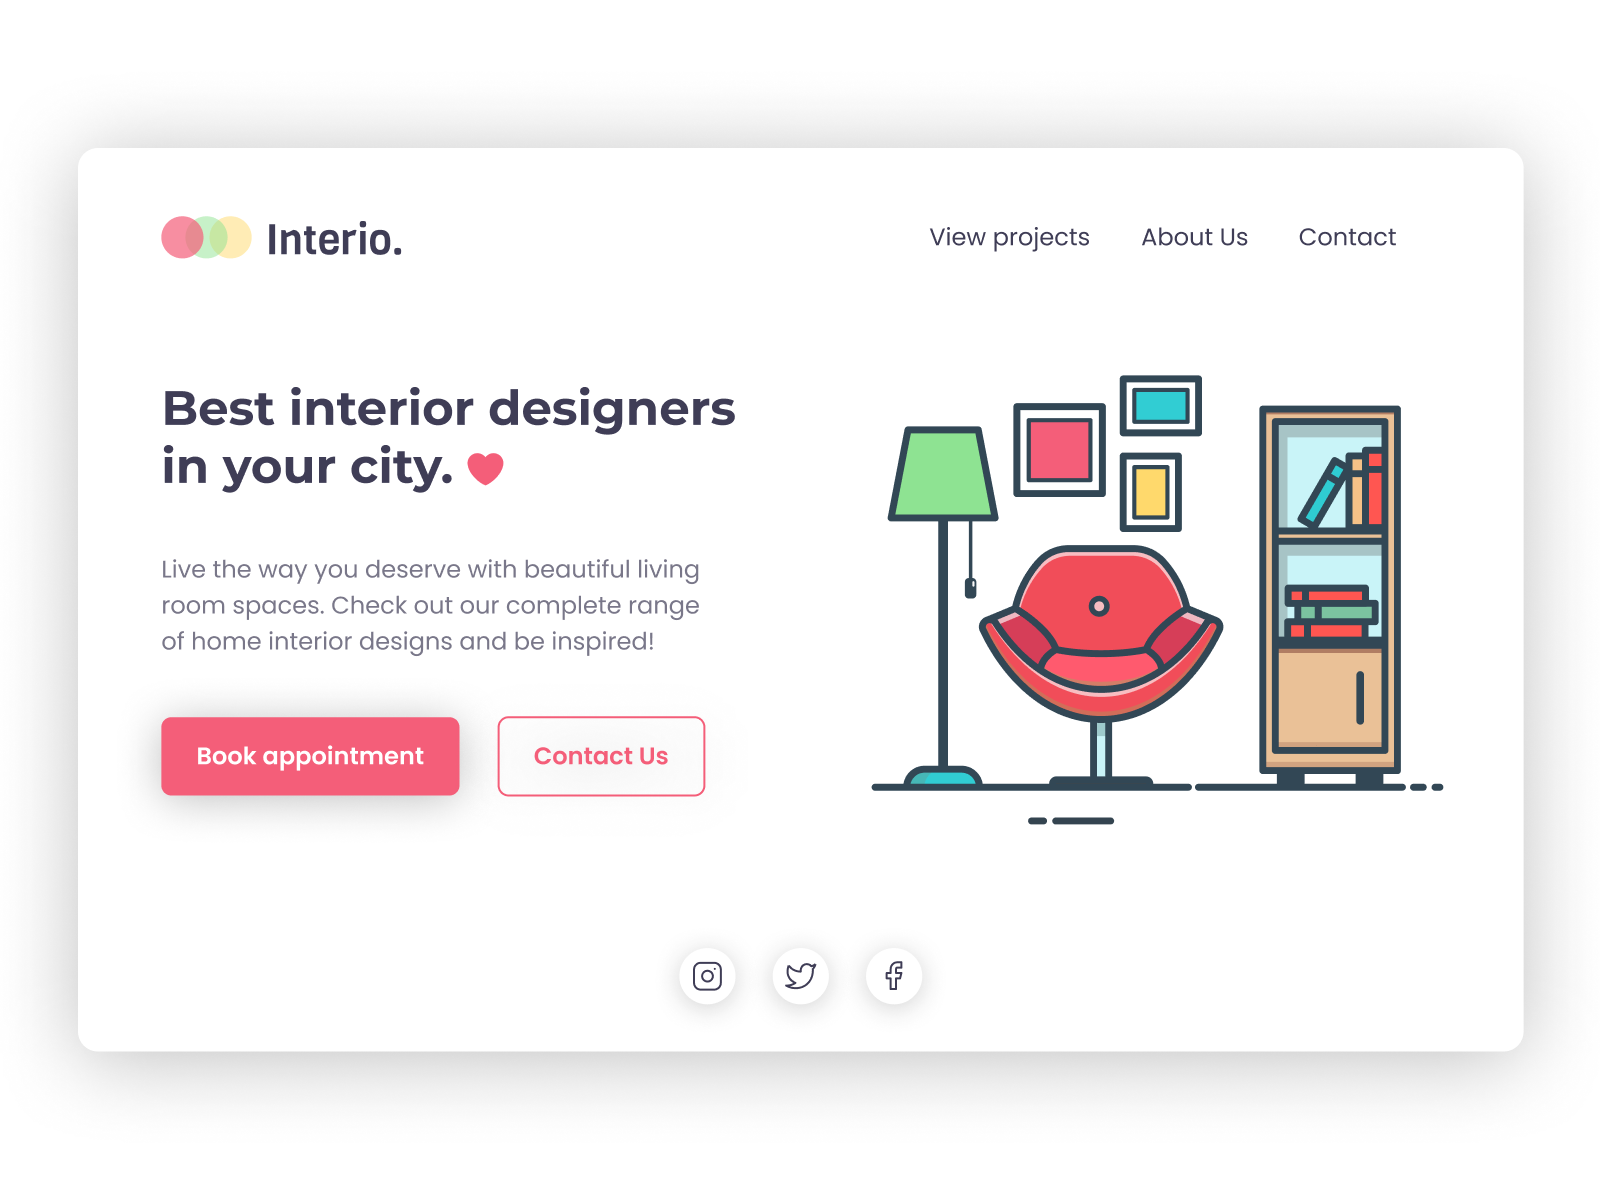 Interio.
View projects
About Us
Contact
Best interior designers
in your city.
Live the way you deserve with beautiful living
room spaces. Check out our complete range
of home interior designs and be inspired!
Book appointment
Contact Us